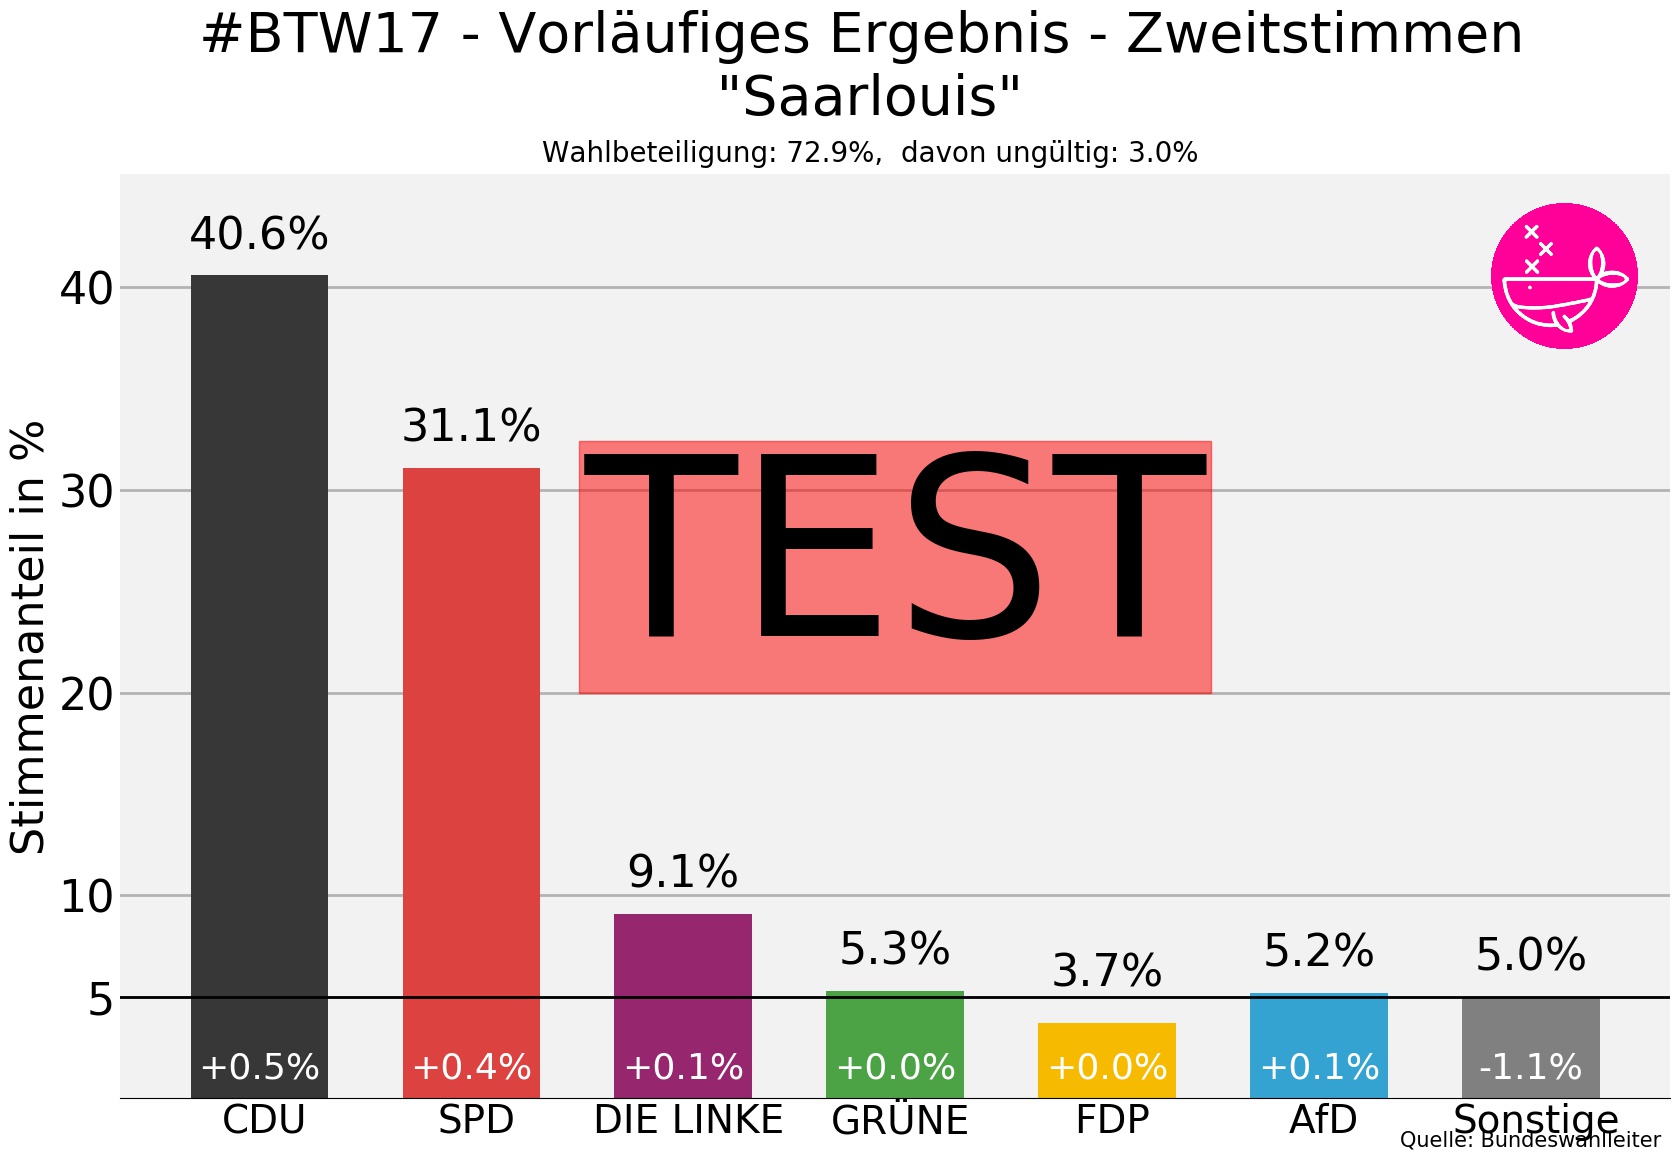 #BTW17 - Vorläufiges Ergebnis - Zweitstimmen
"Saarlouis"
Wahlbeteiligung: 72.9%,  davon ungültig: 3.0%
Stimmenanteil in %
40
30
20
10
5
40.6%
31.1%
9.1%
5.3%
3.7%
5.2%
5.0%
TEST
+0.5%
+0.4%
+0.1%
+0.0%
+0.0%
+0.1%
-1.1%
CDU
SPD
DIE LINKE
GRÜNE
FDP
AfD
Sonstige
Quelle: Bundeswahlleiter